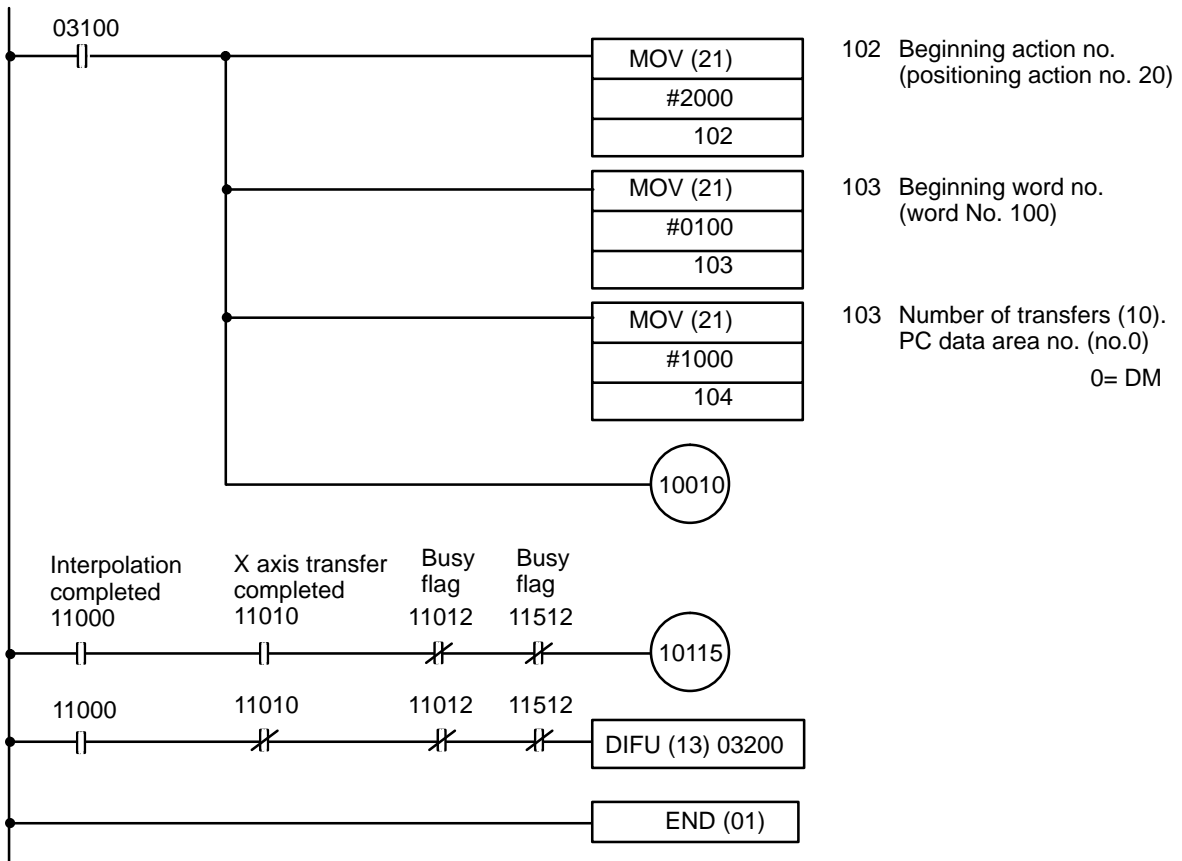 03100
MOV (21)
#2000
102
102 Beginning action no.
(positioning action no. 20)
MOV (21)
#0100
103
103 Beginning word no.
(word No. 100)
MOV (21)
#1000
104
103 Number of transfers (10).
PC data area no. (no.0)
0= DM
10010
Interpolation
completed
11000
X axis transfer
completed
11010
Busy
flag
11012
Busy
flag
11512
10115
11000
11010
11012
11512
DIFU (13) 03200
END (01)